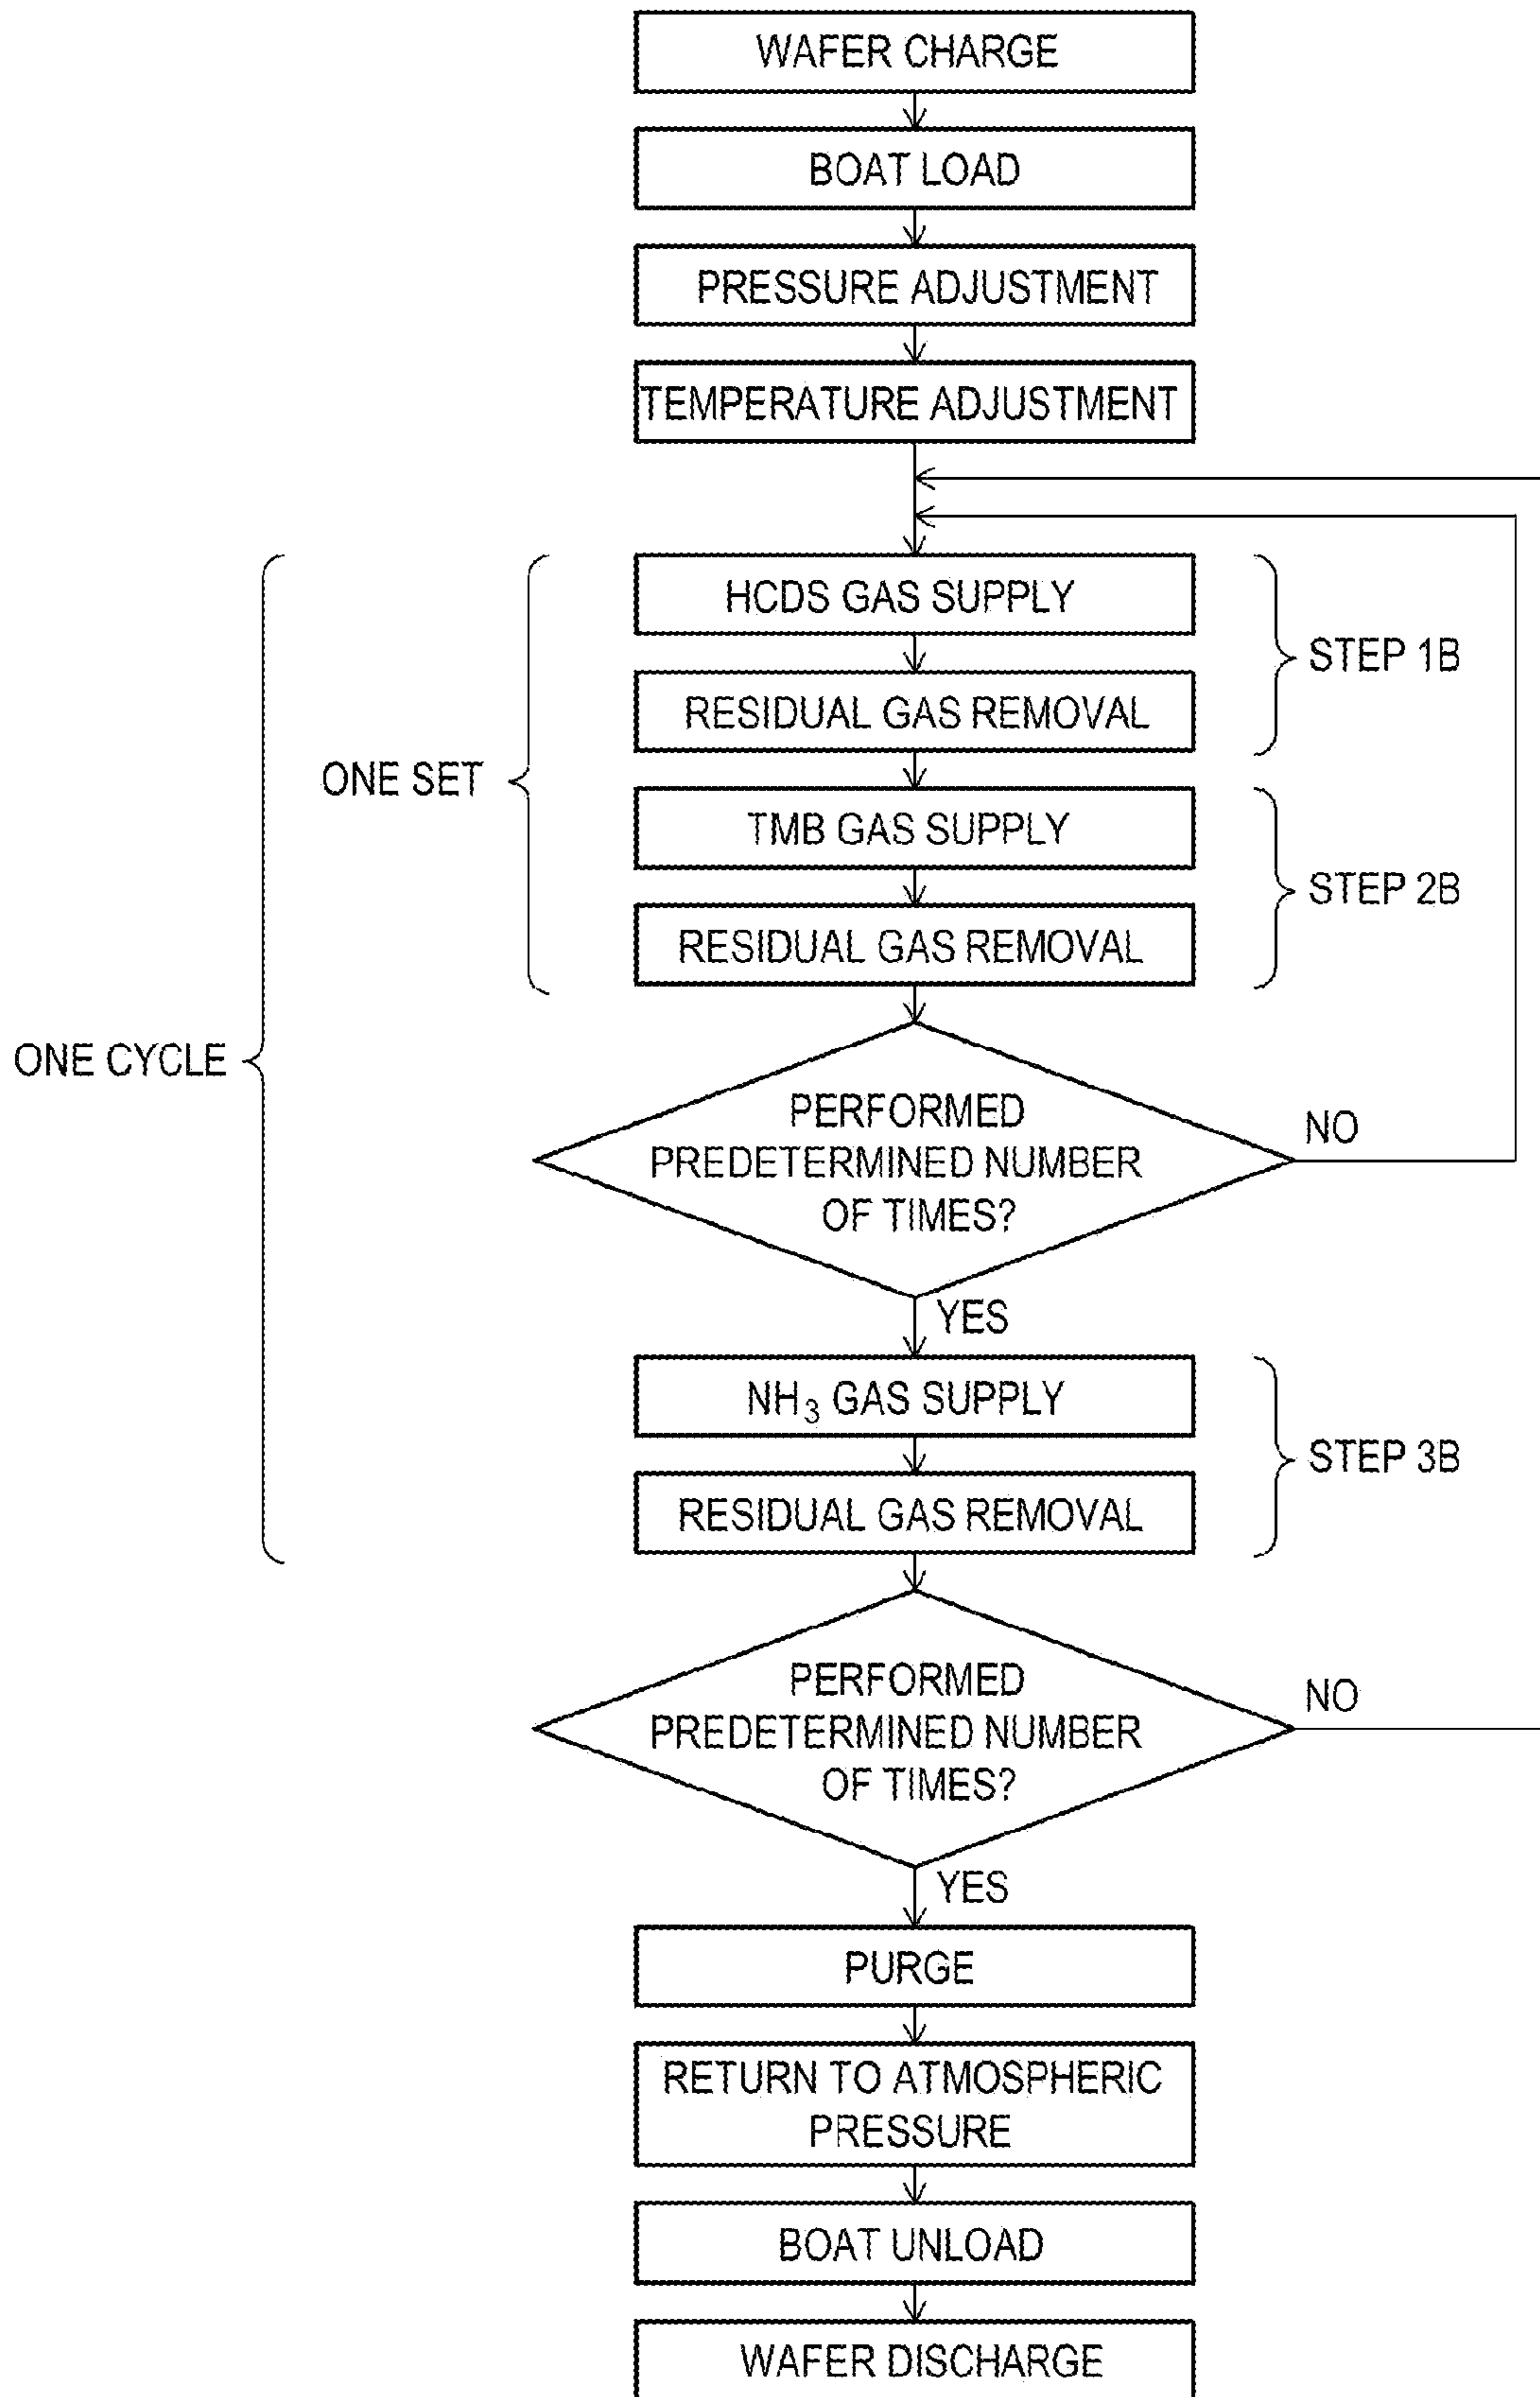 WAFER CHARGE
BOAT LOAD
PRESSURE ADJUSTMENT
TEMPERATURE ADJUSTMENT
HCDS GAS SUPPLY
STEP 1B
RESIDUAL GAS REMOVAL
ONE SET
TMB GAS SUPPLY
STEP 2B
RESIDUAL GAS REMOVAL
ONE CYCLE
PERFORMED
PREDETERMINED NUMBER
OF TIMES?
NO
YES
NH₃ GAS SUPPLY
STEP 3B
RESIDUAL GAS REMOVAL
PERFORMED
PREDETERMINED NUMBER
OF TIMES?
NO
YES
PURGE
RETURN TO ATMOSPHERIC
PRESSURE
BOAT UNLOAD
WAFER DISCHARGE